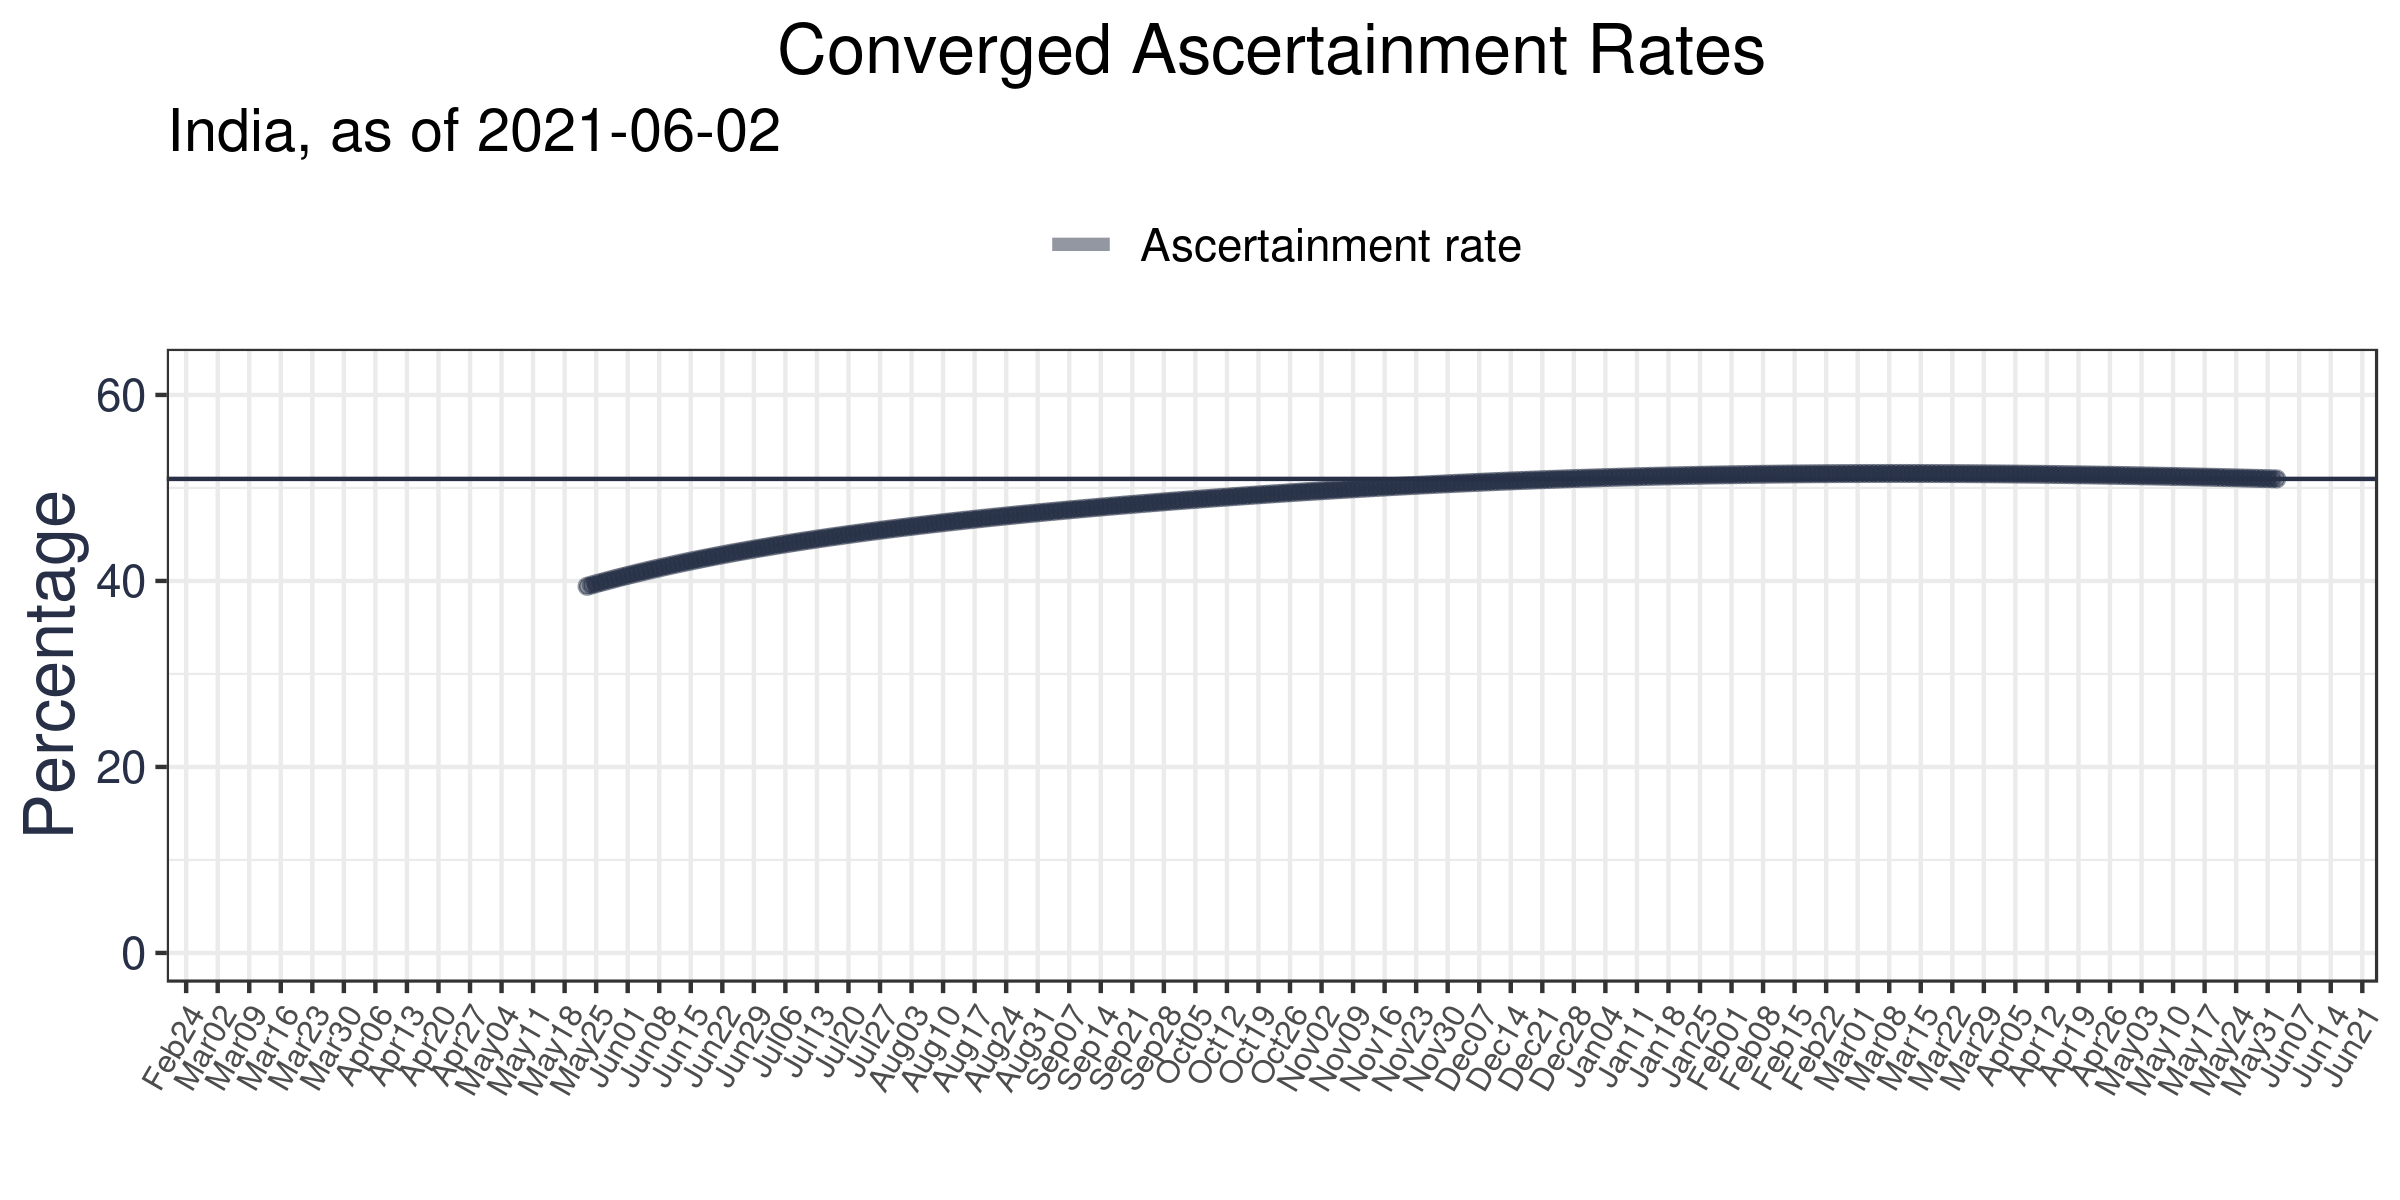 Converged Ascertainment Rates
India, as of 2021-06-02
Ascertainment rate
Percentage
60
40
20
0
Feb24
Mar02
Mar09
Mar16
Mar23
Mar30
Apr06
Apr13
Apr20
Apr27
May04
May11
May18
May25
Jun01
Jun08
Jun15
Jun22
Jun29
Jul06
Jul13
Jul20
Jul27
Aug03
Aug10
Aug17
Aug24
Aug31
Sep07
Sep14
Sep21
Sep28
Oct05
Oct12
Oct19
Oct26
Nov02
Nov09
Nov16
Nov23
Nov30
Dec07
Dec14
Dec21
Dec28
Jan04
Jan11
Jan18
Jan25
Feb01
Feb08
Feb15
Feb22
Mar01
Mar08
Mar15
Mar22
Mar29
Apr05
Apr12
Apr19
Apr26
May03
May10
May17
May24
May31
Jun07
Jun14
Jun21